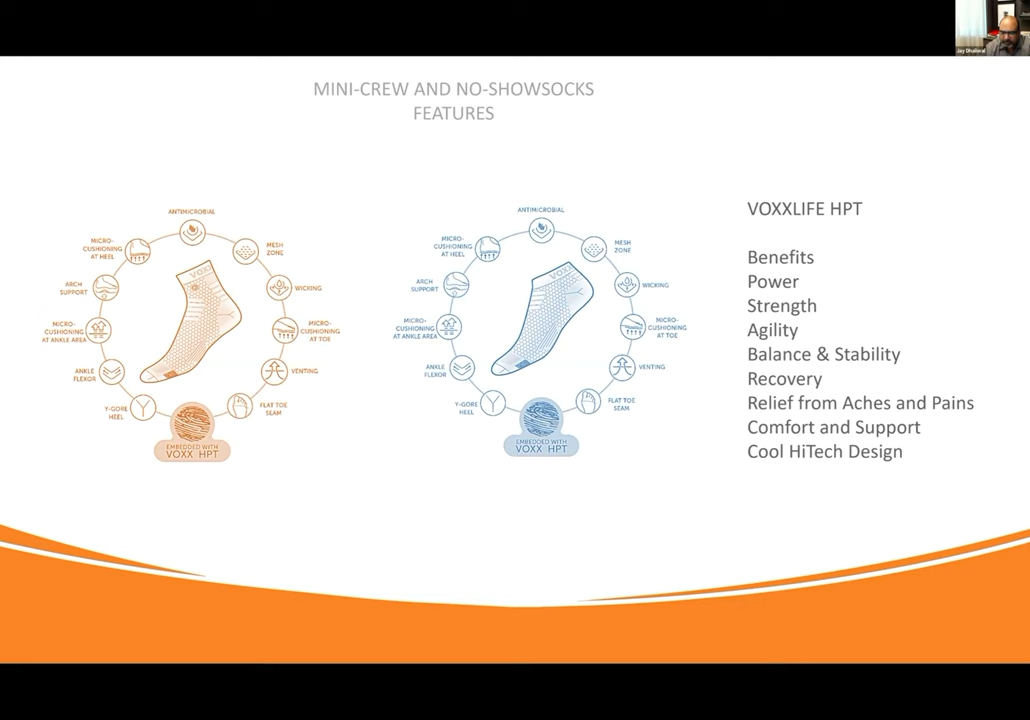 Jay Dhaliwal
MINI-CREW AND NO-SHOWSOCKS
FEATURES
ANTIMICROBIAL
MICRO-
CUSHIONING
AT HEEL
MESH
ZONE
ARCH
SUPPORT
WICKING
MICRO-
CUSHIONING
AT ANKLE AREA
MICRO-
CUSHIONING
AT TOE
ANKLE
FLEXOR
VENTING
Y-GORE
HEEL
FLAT TOE
SEAM
VOXX
EMBEDDED WITH
VOXX HPT
ANTIMICROBIAL
MICRO-
CUSHIONING
AT HEEL
MESH
ZONE
ARCH
SUPPORT
WICKING
MICRO-
CUSHIONING
AT ANKLE AREA
MICRO-
CUSHIONING
AT TOE
ANKLE
FLEXOR
VENTING
Y-GORE
HEEL
FLAT TOE
SEAM
VOXX
EMBEDDED WITH
VOXX HPT
VOXXLIFE HPT
Benefits
Power
Strength
Agility
Balance & Stability
Recovery
Relief from Aches and Pains
Comfort and Support
Cool HiTech Design